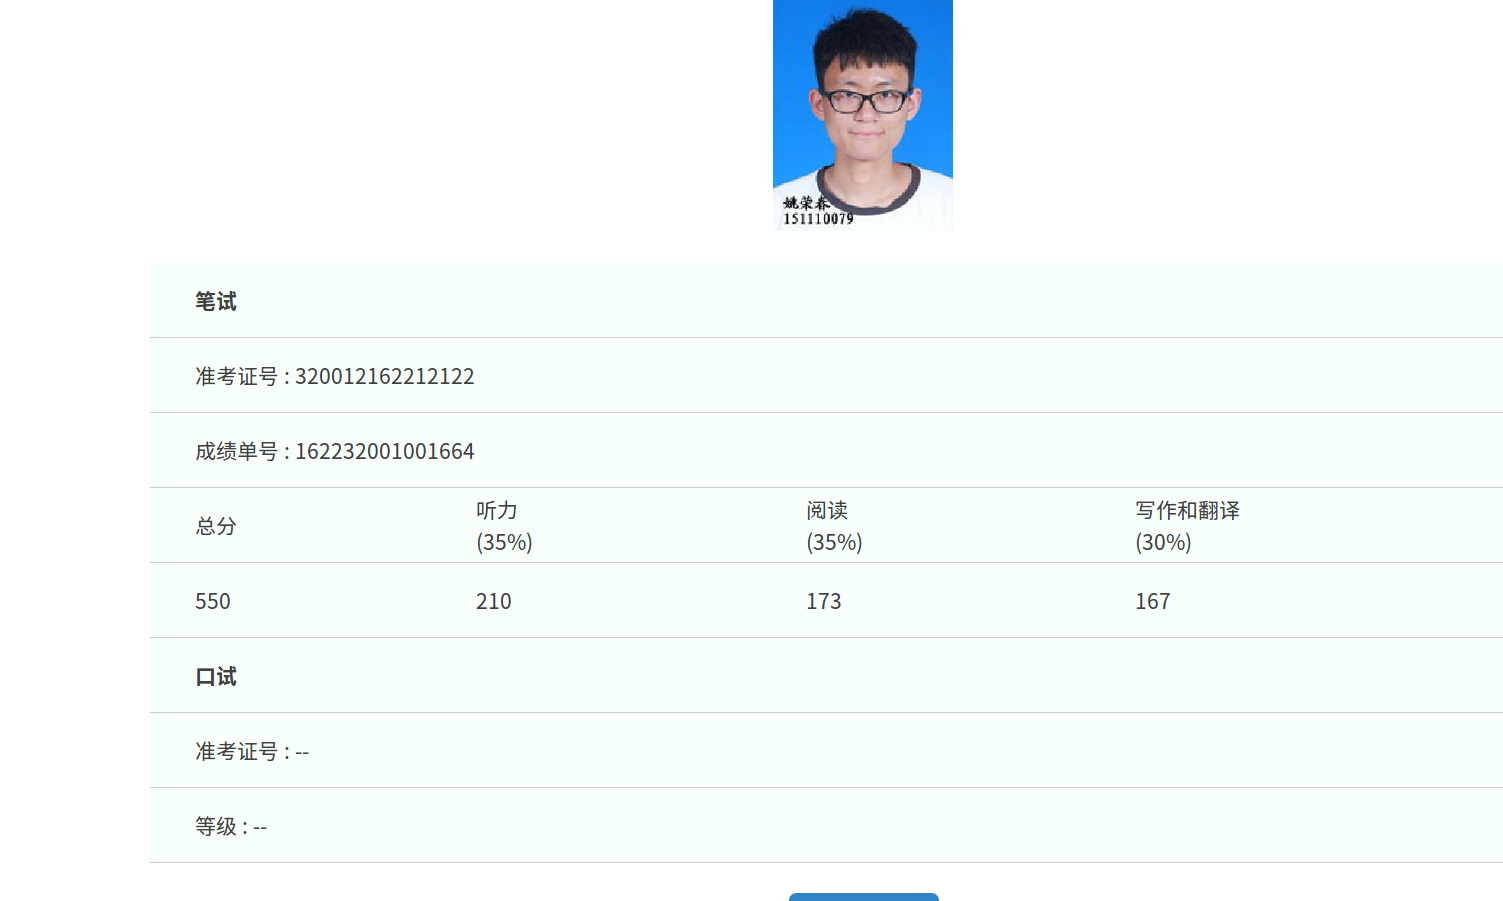 姚荣春
151110079
笔试
准考证号 : 320012162212122
成绩单号 : 162232001001664
总分 听力 (35%) 阅读 (35%) 写作和翻译 (30%)
550 210 173 167
口试
准考证号 : --
等级 : --